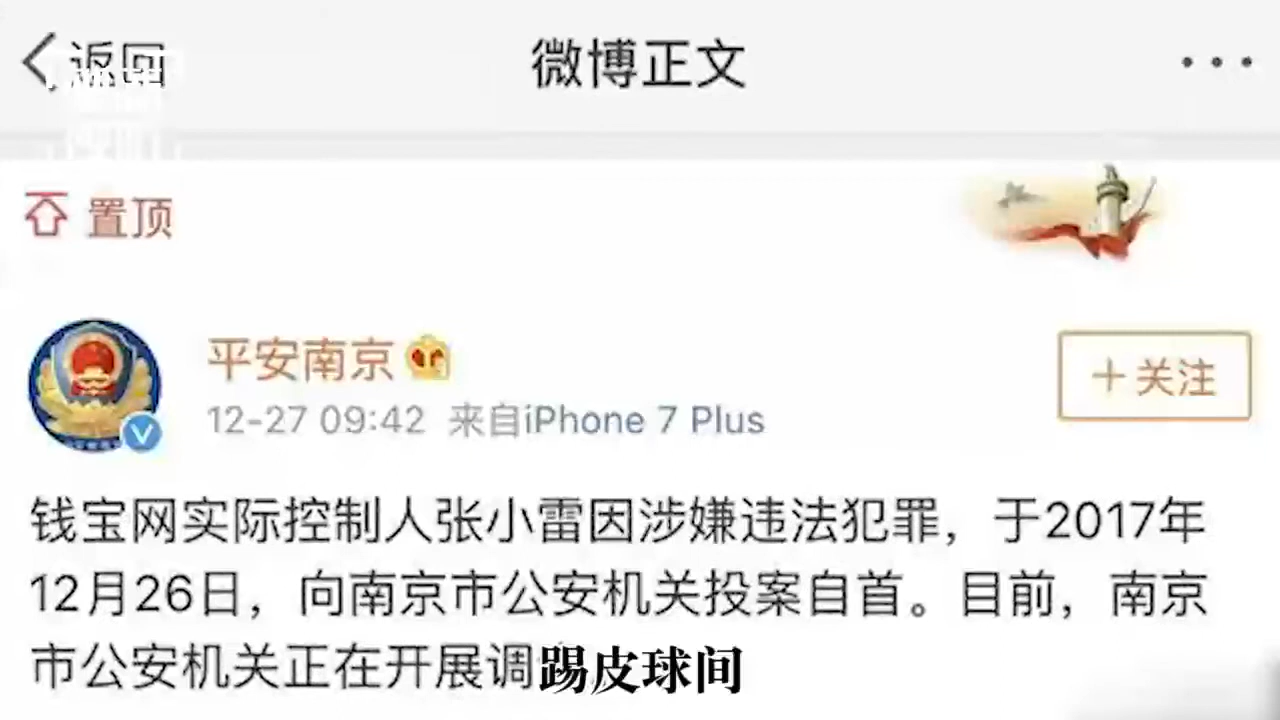 返回
微博正文
置顶
平安南京
+关注
12-27 09:42 来自iPhone 7 Plus
钱宝网实际控制人张小雷因涉嫌违法犯罪，于2017年
12月26日，向南京市公安机关投案自首。目前，南京
市公安机关正在开展调
踢皮球间